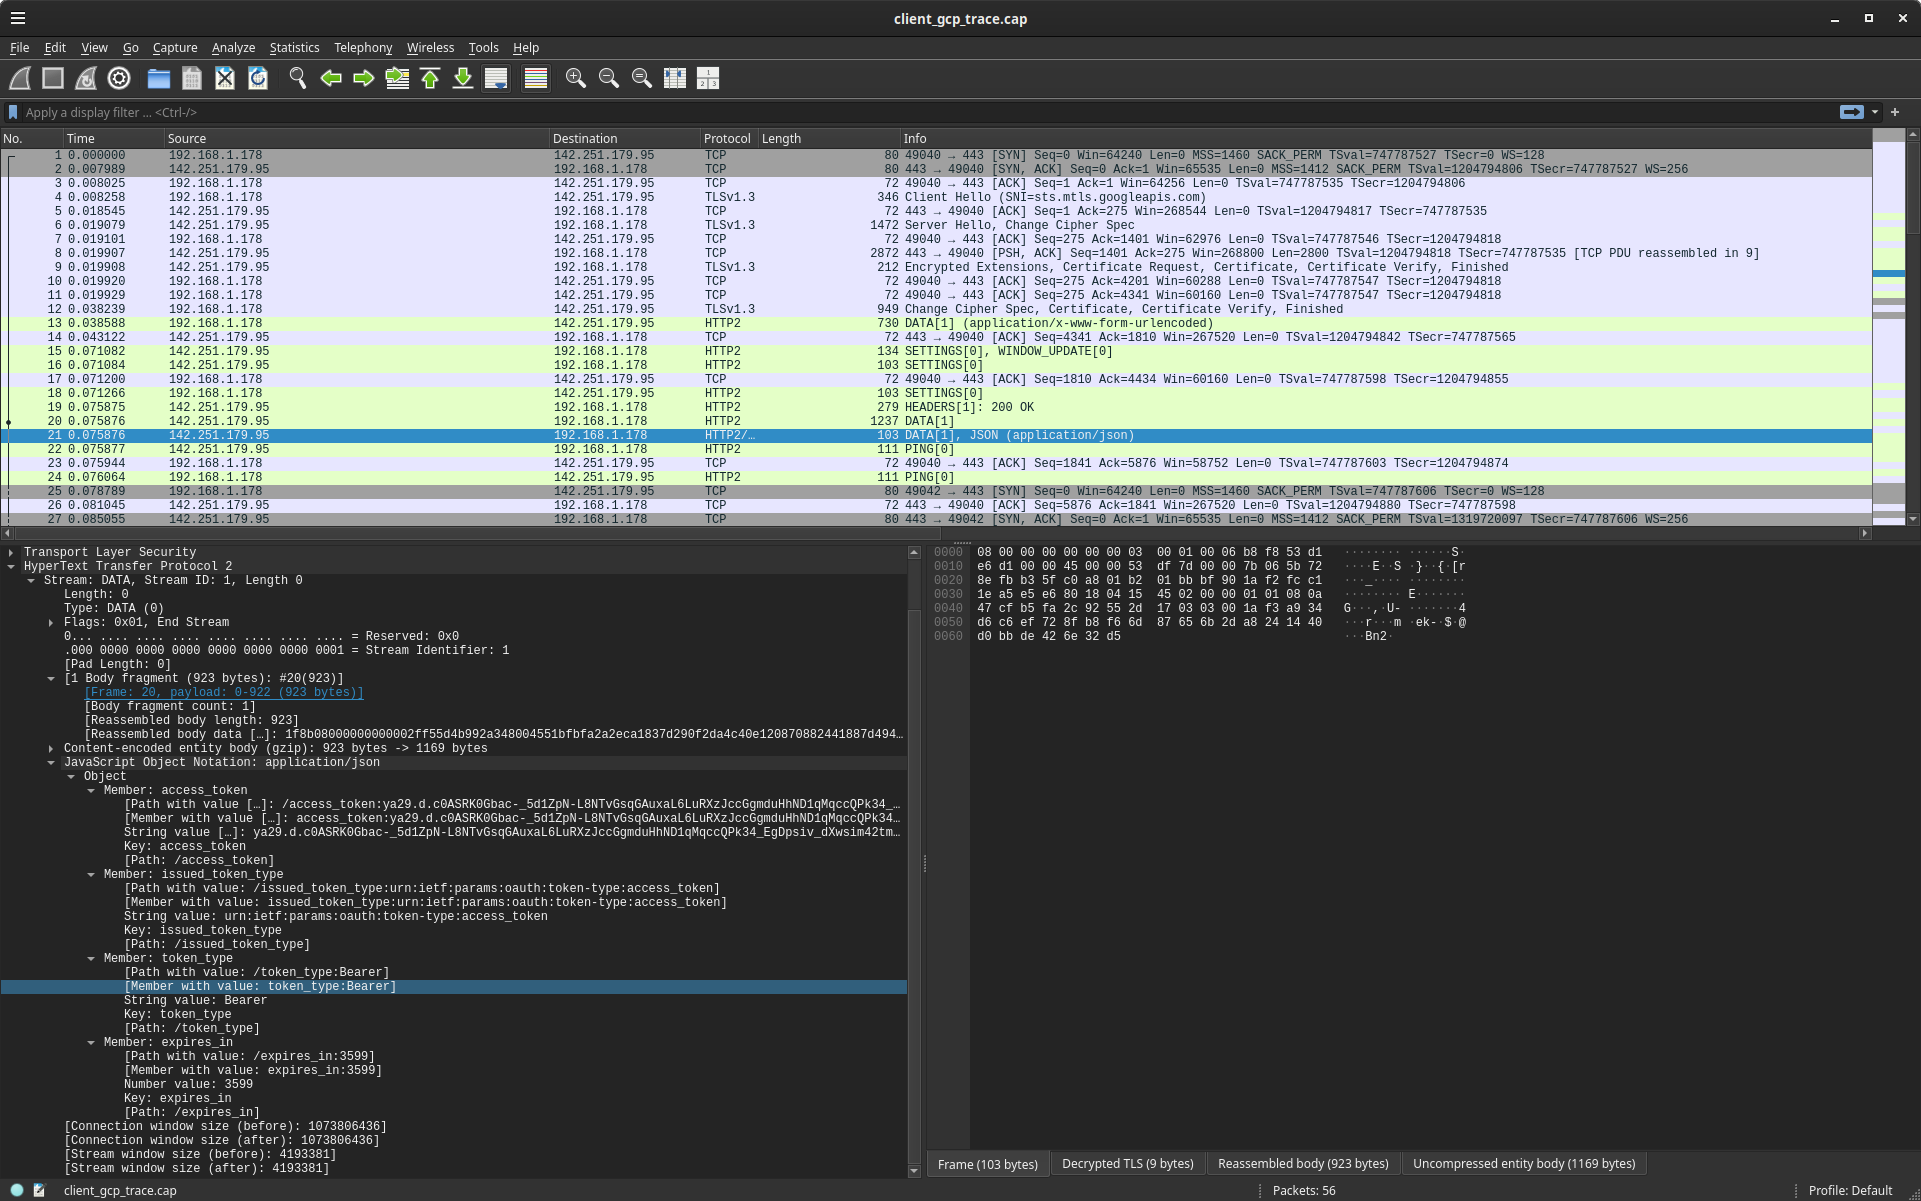 client_gcp_trace.cap
File Edit View Go Capture Analyze Statistics Telephony Wireless Tools Help
Apply a display filter ... <Ctrl-/>
No. Time Source Destination Protocol Length Info
1 0.000000 192.168.1.178 142.251.179.95 TCP 80 49040 → 443 [SYN] Seq=0 Win=64240 Len=0 MSS=1460 SACK_PERM TSval=747787527 TSecr=0 WS=128
2 0.007989 142.251.179.95 192.168.1.178 TCP 80 443 → 49040 [SYN, ACK] Seq=0 Ack=1 Win=65535 Len=0 MSS=1412 SACK_PERM TSval=1204794806 TSecr=747787527 WS=256
3 0.008025 192.168.1.178 142.251.179.95 TCP 72 49040 → 443 [ACK] Seq=1 Ack=1 Win=64256 Len=0 TSval=747787535 TSecr=1204794806
4 0.008258 192.168.1.178 142.251.179.95 TLSv1.3 346 Client Hello (SNI=sts.mtls.googleapis.com)
5 0.018545 142.251.179.95 192.168.1.178 TCP 72 443 → 49040 [ACK] Seq=1 Ack=275 Win=268544 Len=0 TSval=1204794817 TSecr=747787535
6 0.019079 142.251.179.95 192.168.1.178 TLSv1.3 1472 Server Hello, Change Cipher Spec
7 0.019101 192.168.1.178 142.251.179.95 TCP 72 49040 → 443 [ACK] Seq=275 Ack=1401 Win=62976 Len=0 TSval=747787546 TSecr=1204794818
8 0.019907 142.251.179.95 192.168.1.178 TCP 2872 443 → 49040 [PSH, ACK] Seq=1401 Ack=275 Win=268800 Len=2800 TSval=1204794818 TSecr=747787535 [TCP PDU reassembled in 9]
9 0.019908 142.251.179.95 192.168.1.178 TLSv1.3 212 Encrypted Extensions, Certificate Request, Certificate, Certificate Verify, Finished
10 0.019920 192.168.1.178 142.251.179.95 TCP 72 49040 → 443 [ACK] Seq=275 Ack=4201 Win=60288 Len=0 TSval=747787547 TSecr=1204794818
11 0.019929 192.168.1.178 142.251.179.95 TCP 72 49040 → 443 [ACK] Seq=275 Ack=4341 Win=60160 Len=0 TSval=747787547 TSecr=1204794818
12 0.038239 192.168.1.178 142.251.179.95 TLSv1.3 949 Change Cipher Spec, Certificate, Certificate Verify, Finished
13 0.038588 192.168.1.178 142.251.179.95 HTTP2 730 DATA[1] (application/x-www-form-urlencoded)
14 0.043122 142.251.179.95 192.168.1.178 TCP 72 443 → 49040 [ACK] Seq=4341 Ack=1810 Win=267520 Len=0 TSval=1204794842 TSecr=747787565
15 0.071082 142.251.179.95 192.168.1.178 HTTP2 134 SETTINGS[0], WINDOW_UPDATE[0]
16 0.071084 142.251.179.95 192.168.1.178 HTTP2 103 SETTINGS[0]
17 0.071200 192.168.1.178 142.251.179.95 TCP 72 49040 → 443 [ACK] Seq=1810 Ack=4434 Win=60160 Len=0 TSval=747787598 TSecr=1204794855
18 0.071266 192.168.1.178 142.251.179.95 HTTP2 103 SETTINGS[0]
19 0.075875 142.251.179.95 192.168.1.178 HTTP2 279 HEADERS[1]: 200 OK
20 0.075876 142.251.179.95 192.168.1.178 HTTP2 1237 DATA[1]
21 0.075876 142.251.179.95 192.168.1.178 HTTP2/… 103 DATA[1], JSON (application/json)
22 0.075877 142.251.179.95 192.168.1.178 HTTP2 111 PING[0]
23 0.075944 192.168.1.178 142.251.179.95 TCP 72 49040 → 443 [ACK] Seq=1841 Ack=5876 Win=58752 Len=0 TSval=747787603 TSecr=1204794874
24 0.076064 192.168.1.178 142.251.179.95 HTTP2 111 PING[0]
25 0.078789 192.168.1.178 142.251.179.95 TCP 80 49042 → 443 [SYN] Seq=0 Win=64240 Len=0 MSS=1460 SACK_PERM TSval=747787606 TSecr=0 WS=128
26 0.081045 142.251.179.95 192.168.1.178 TCP 72 443 → 49040 [ACK] Seq=5876 Ack=1841 Win=267520 Len=0 TSval=1204794880 TSecr=747787598
27 0.085055 142.251.179.95 192.168.1.178 TCP 80 443 → 49042 [SYN, ACK] Seq=0 Ack=1 Win=65535 Len=0 MSS=1412 SACK_PERM TSval=1319720097 TSecr=747787606 WS=256
Transport Layer Security
HyperText Transfer Protocol 2
Stream: DATA, Stream ID: 1, Length 0
Length: 0
Type: DATA (0)
Flags: 0x01, End Stream
0... .... .... .... .... .... .... .... = Reserved: 0x0
.000 0000 0000 0000 0000 0000 0000 0001 = Stream Identifier: 1
[Pad Length: 0]
[1 Body fragment (923 bytes): #20(923)]
[Frame: 20, payload: 0-922 (923 bytes)]
[Body fragment count: 1]
[Reassembled body length: 923]
[Reassembled body data […]: 1f8b08000000000002ff55d4b992a348004551bfbfa2a2eca1837d290f2da4c40e120870882441887d494…
Content-encoded entity body (gzip): 923 bytes -> 1169 bytes
JavaScript Object Notation: application/json
Object
Member: access_token
[Path with value […]: /access_token:ya29.d.c0ASRK0Gbac-_5d1ZpN-L8NTvGsqGAuxaL6LuRXzJccGgmduHhND1qMqccQPk34_…
[Member with value […]: access_token:ya29.d.c0ASRK0Gbac-_5d1ZpN-L8NTvGsqGAuxaL6LuRXzJccGgmduHhND1qMqccQPk34…
String value […]: ya29.d.c0ASRK0Gbac-_5d1ZpN-L8NTvGsqGAuxaL6LuRXzJccGgmduHhND1qMqccQPk34_EgDpsiv_dXwsim42tm…
Key: access_token
[Path: /access_token]
Member: issued_token_type
[Path with value: /issued_token_type:urn:ietf:params:oauth:token-type:access_token]
[Member with value: issued_token_type:urn:ietf:params:oauth:token-type:access_token]
String value: urn:ietf:params:oauth:token-type:access_token
Key: issued_token_type
[Path: /issued_token_type]
Member: token_type
[Path with value: /token_type:Bearer]
[Member with value: token_type:Bearer]
String value: Bearer
Key: token_type
[Path: /token_type]
Member: expires_in
[Path with value: /expires_in:3599]
[Member with value: expires_in:3599]
Number value: 3599
Key: expires_in
[Path: /expires_in]
[Connection window size (before): 1073806436]
[Connection window size (after): 1073806436]
[Stream window size (before): 4193381]
[Stream window size (after): 4193381]
0000 08 00 00 00 00 00 00 03 00 01 00 06 b8 f8 53 d1 ········ ······S·
0010 e6 d1 00 00 45 00 00 53 df 7d 00 00 7b 06 5b 72 ····E··S ·}··{·[r
0020 8e fb b3 5f c0 a8 01 b2 01 bb bf 90 1a f2 fc c1 ···_···· ········
0030 1e a5 e5 e6 80 18 04 15 45 02 00 00 01 01 08 0a ········ E·······
0040 47 cf b5 fa 2c 92 55 2d 17 03 03 00 1a f3 a9 34 G···,·U- ·······4
0050 d6 c6 ef 72 8f b8 f6 6d 87 65 6b 2d a8 24 14 40 ···r···m ·ek-·$·@
0060 d0 bb de 42 6e 32 d5 ···Bn2·
Frame (103 bytes) Decrypted TLS (9 bytes) Reassembled body (923 bytes) Uncompressed entity body (1169 bytes)
client_gcp_trace.cap Packets: 56 Profile: Default